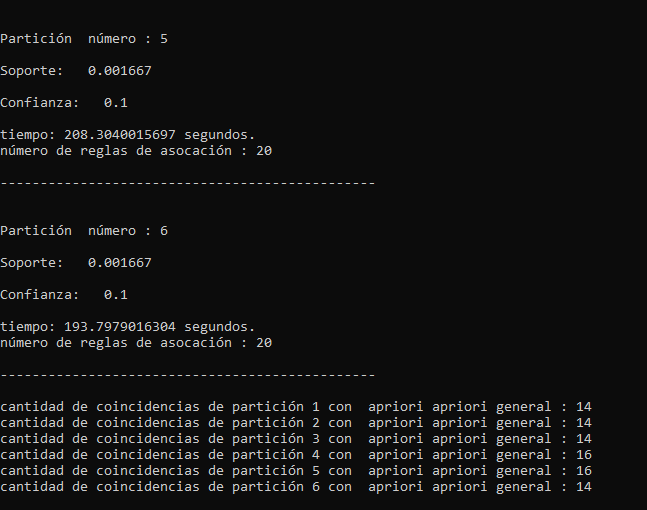 Partición  número : 5
Soporte:   0.001667
Confianza:   0.1
tiempo: 208.3040015697 segundos.
número de reglas de asocación : 20
-----------------------------------------------
Partición  número : 6
Soporte:   0.001667
Confianza:   0.1
tiempo: 193.7979016304 segundos.
número de reglas de asocación : 20
-----------------------------------------------
cantidad de coincidencias de partición 1 con  apriori apriori general : 14
cantidad de coincidencias de partición 2 con  apriori apriori general : 14
cantidad de coincidencias de partición 3 con  apriori apriori general : 14
cantidad de coincidencias de partición 4 con  apriori apriori general : 16
cantidad de coincidencias de partición 5 con  apriori apriori general : 16
cantidad de coincidencias de partición 6 con  apriori apriori general : 14